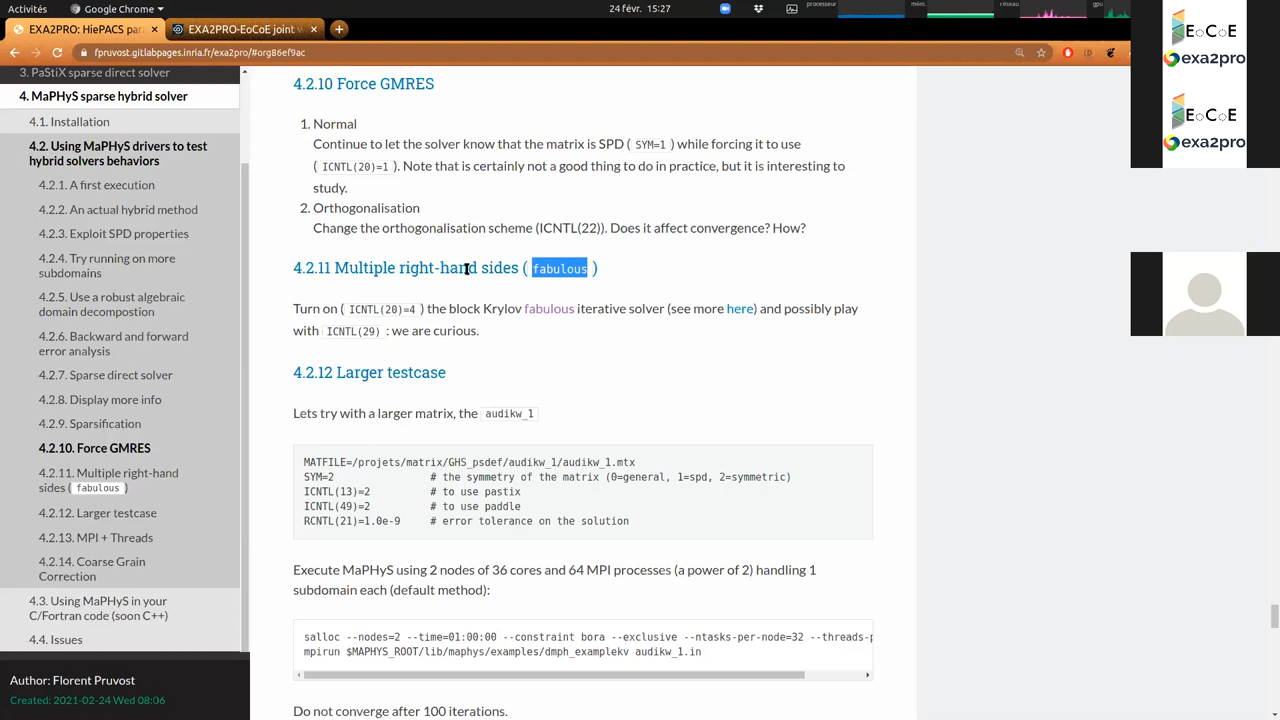 Activités
Google Chrome
24 févr. 15:27
processeur
mém.
gpu
EXA2PRO: HiePACS pa
EXA2PRO-EoCoE joint w
fpruvost.gitlabpages.inria.fr/exa2pro/#org86ef9ac
3. PaStiX sparse direct solver
4. MaPHyS sparse hybrid solver
4.1. Installation
4.2. Using MaPHyS drivers to test
hybrid solvers behaviors
4.2.1. A first execution
4.2.2. An actual hybrid method
4.2.3. Exploit SPD properties
4.2.4. Try running on more
subdomains
4.2.5. Use a robust algebraic
domain decompostion
4.2.6. Backward and forward
error analysis
4.2.7. Sparse direct solver
4.2.8. Display more info
4.2.9. Sparsification
4.2.10. Force GMRES
4.2.11. Multiple right-hand
sides ( fabulous )
4.2.12. Larger testcase
4.2.13. MPI + Threads
4.2.14. Coarse Grain
Correction
4.3. Using MaPHyS in your
C/Fortran code (soon C++)
4.4. Issues
Author: Florent Pruvost
Created: 2021-02-24 Wed 08:06
4.2.10 Force GMRES
1. Normal
Continue to let the solver know that the matrix is SPD ( SYM=1 ) while forcing it to use
( ICNTL(20)=1 ). Note that is certainly not a good thing to do in practice, but it is interesting to
study.
2. Orthogonalisation
Change the orthogonalisation scheme (ICNTL(22)). Does it affect convergence? How?
4.2.11 Multiple right-hand sides ( fabulous )
Turn on ( ICNTL(20)=4 ) the block Krylov fabulous iterative solver (see more here) and possibly play
with ICNTL(29) : we are curious.
4.2.12 Larger testcase
Lets try with a larger matrix, the audikw_1
MATFILE=/projets/matrix/GHS_psdef/audikw_1/audikw_1.mtx
SYM=2 # the symmetry of the matrix (0=general, 1=spd, 2=symmetric)
ICNTL(13)=2 # to use pastix
ICNTL(49)=2 # to use paddle
RCNTL(21)=1.0e-9 # error tolerance on the solution
Execute MaPHyS using 2 nodes of 36 cores and 64 MPI processes (a power of 2) handling 1
subdomain each (default method):
salloc --nodes=2 --time=01:00:00 --constraint bora --exclusive --ntasks-per-node=32 --threads-p
mpirun $MAPHYS_ROOT/lib/maphys/examples/dmph_examplekv audikw_1.in
Do not converge after 100 iterations.
EoCoE
exa2pro
EoCoE
exa2pro